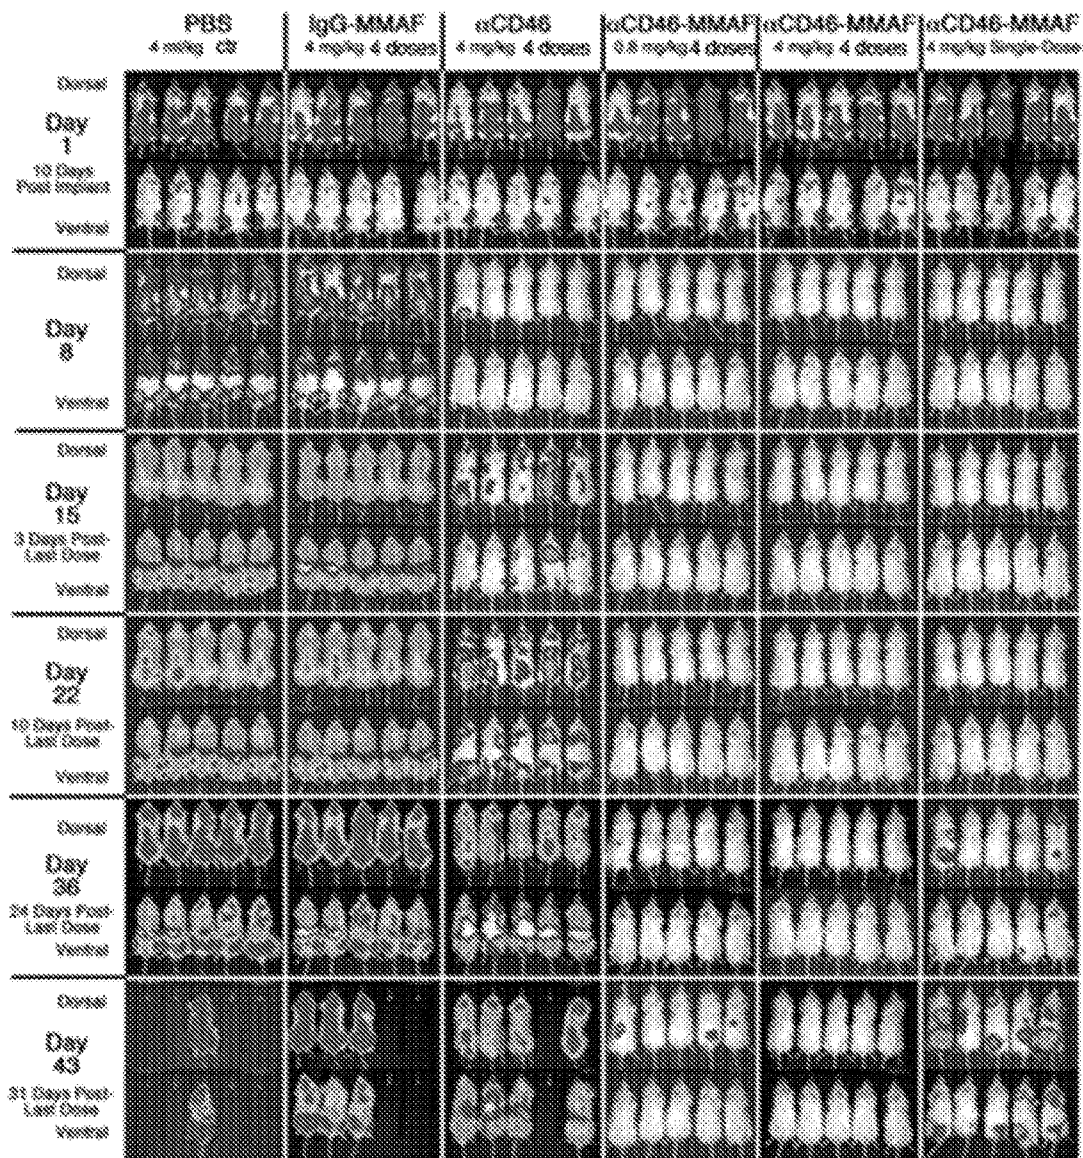 PBS
4 ml/kg ctr
IgG-MMAF
4 mg/kg 4 doses
αCD46
4 mg/kg 4 doses
αCD46-MMAF
0.8 mg/kg 4 doses
αCD46-MMAF
4 mg/kg 4 doses
αCD46-MMAF
4 mg/kg Single-Dose
Dorsal
Day
1
10 Days
Post Implant
Ventral
Dorsal
Day
8
Ventral
Dorsal
Day
15
3 Days Post-
Last Dose
Ventral
Dorsal
Day
22
10 Days Post-
Last Dose
Ventral
Dorsal
Day
36
24 Days Post-
Last Dose
Ventral
Dorsal
Day
43
31 Days Post-
Last Dose
Ventral